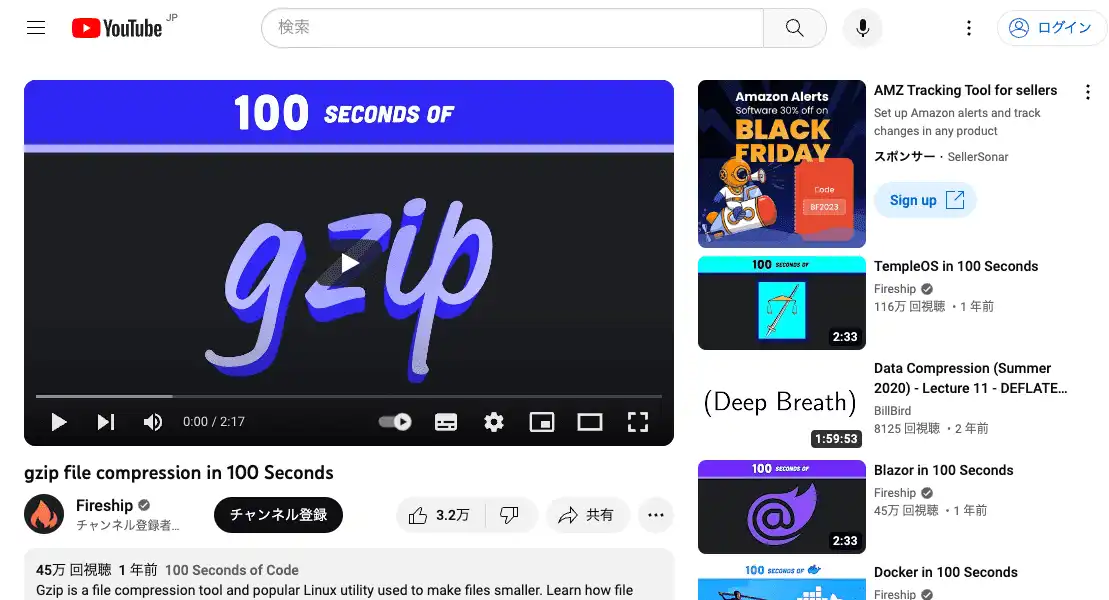 YouTube JP
検索
ログイン
100 SECONDS OF
gzip
0:00 / 2:17
gzip file compression in 100 Seconds
Fireship
チャンネル登録者...
チャンネル登録
3.2万
共有
45万 回視聴 1 年前 100 Seconds of Code
Gzip is a file compression tool and popular Linux utility used to make files smaller. Learn how file
Amazon Alerts
Software 30% off on
BLACK
FRIDAY
Code
BF2023
AMZ Tracking Tool for sellers
Set up Amazon alerts and track
changes in any product
スポンサー・SellerSonar
Sign up
100 SECONDS OF
2:33
TempleOS in 100 Seconds
Fireship
116万 回視聴 ・1 年前
(Deep Breath)
1:59:53
Data Compression (Summer
2020) - Lecture 11 - DEFLATE...
BillBird
8125 回視聴 ・2 年前
100 SECONDS OF
2:33
Blazor in 100 Seconds
Fireship
45万 回視聴 ・1 年前
100 SECONDS OF
Docker in 100 Seconds
Fireship